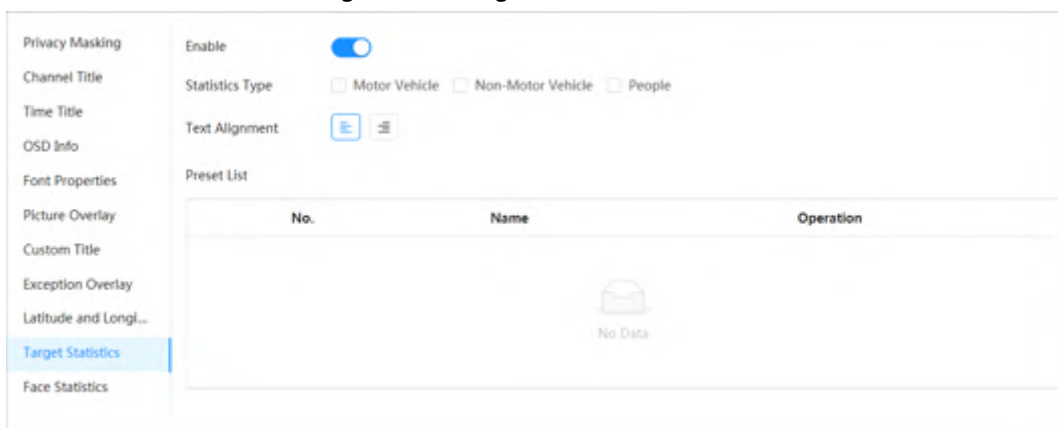 Privacy Masking
Channel Title
Time Title
OSD Info
Font Properties
Picture Overlay
Custom Title
Exception Overlay
Latitude and Longi...
Target Statistics
Face Statistics
Enable
Statistics Type Motor Vehicle Non-Motor Vehicle People
Text Alignment
Preset List
No. Name Operation
No Data